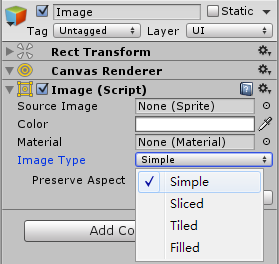 Image
Static
Tag Untagged Layer UI
Rect Transform
Canvas Renderer
Image (Script)
Source Image None (Sprite)
Color
Material None (Material)
Image Type Simple
Preserve Aspect
Simple
Sliced
Tiled
Filled
Add Co